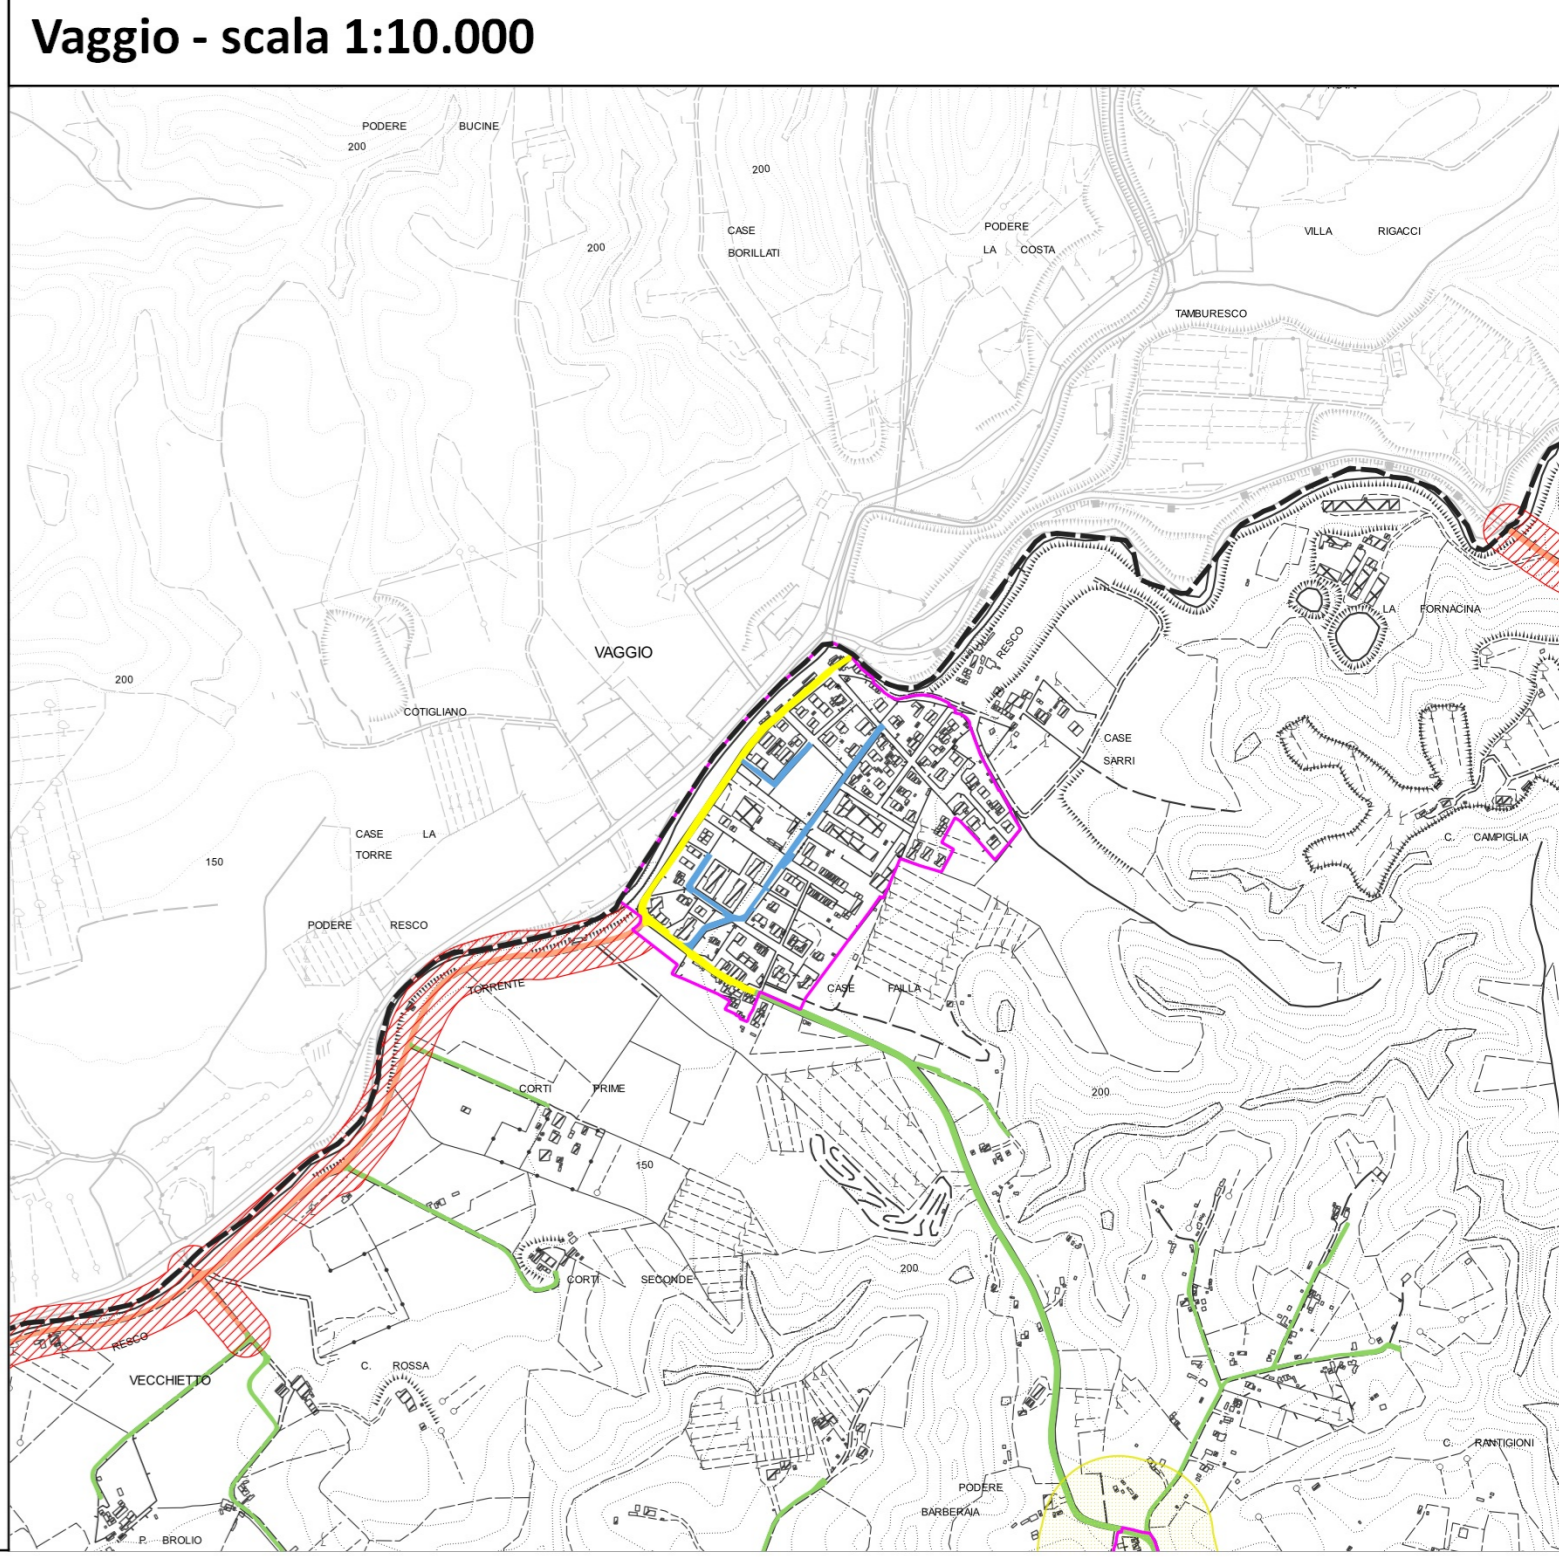 Vaggio - scala 1:10.000
PODERE BUCINE
200
200
CASE
BORILLATI
200
PODERE
LA COSTA
VILLA RIGACCI
TAMBURESCO
LA FORNACINA
VAGGIO
RESCO
200
COTIGLIANO
CASE
SARRI
CASE LA
TORRE
150
C. CAMPIGLIA
PODERE RESCO
TORRENTE
CASE FAILLA
CORTI PRIME
200
150
200
CORTI SECONDE
RESCO
C. ROSSA
VECCHIETTO
C. RANTIGIONI
PODERE
BARBERAIA
P. BROLIO